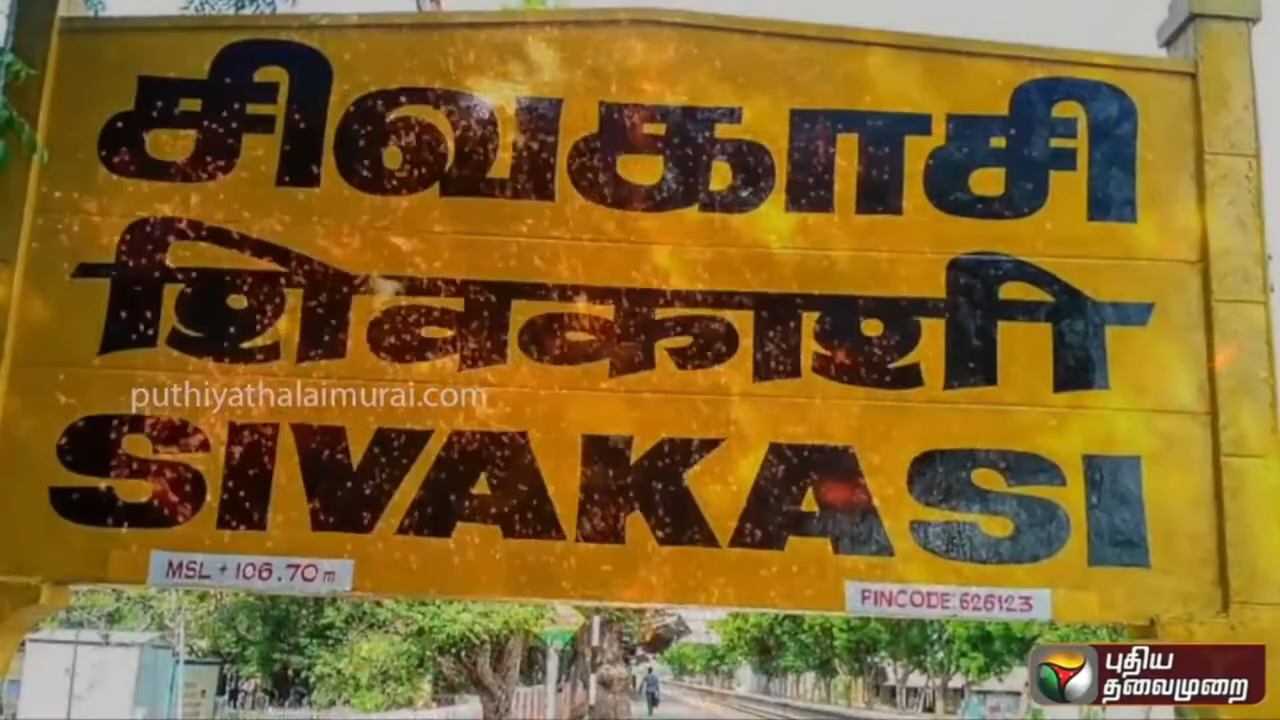 சிவகாசி
शिवकाशी
puthiyathalaimurai.com
SIVAKASI
MSL + 106.70 m
PINCODE: 626123
புதிய
தலைமுறை